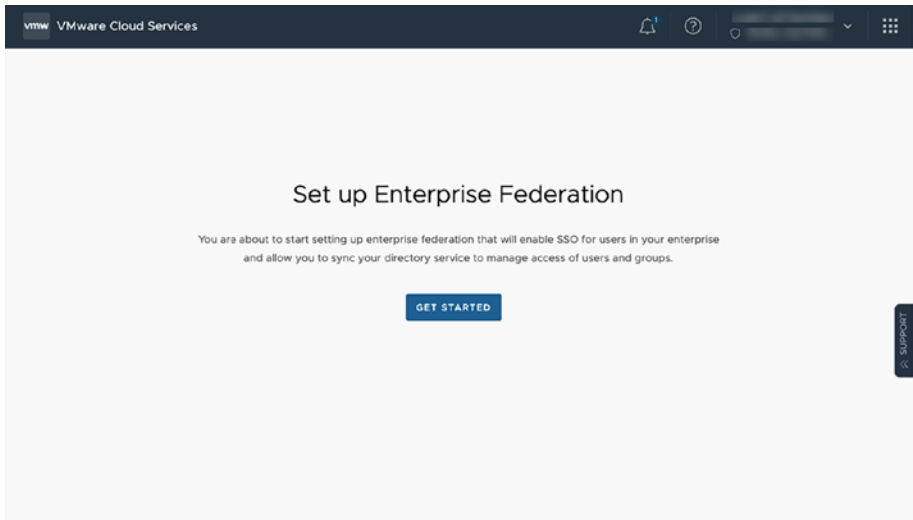 vmw VMware Cloud Services
1
Set up Enterprise Federation
You are about to start setting up enterprise federation that will enable SSO for users in your enterprise
and allow you to sync your directory service to manage access of users and groups.
GET STARTED
SUPPORT